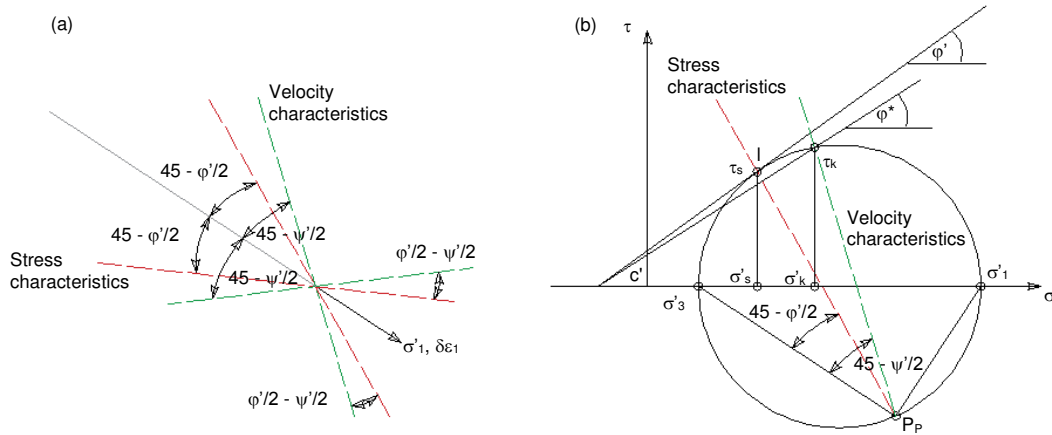 (a)
Velocity
characteristics
45 - φ'/2
45 - φ'/2
45 - ψ'/2
Stress
characteristics
45 - ψ'/2
φ'/2 - ψ'/2
σ'1, δε1
φ'/2 - ψ'/2
(b)
τ
φ'
Stress
characteristics
φ*
I
τs
τk
Velocity
characteristics
c'
σ'3
σ's
σ'k
σ'1
σ
45 - φ'/2
45 - ψ'/2
PP